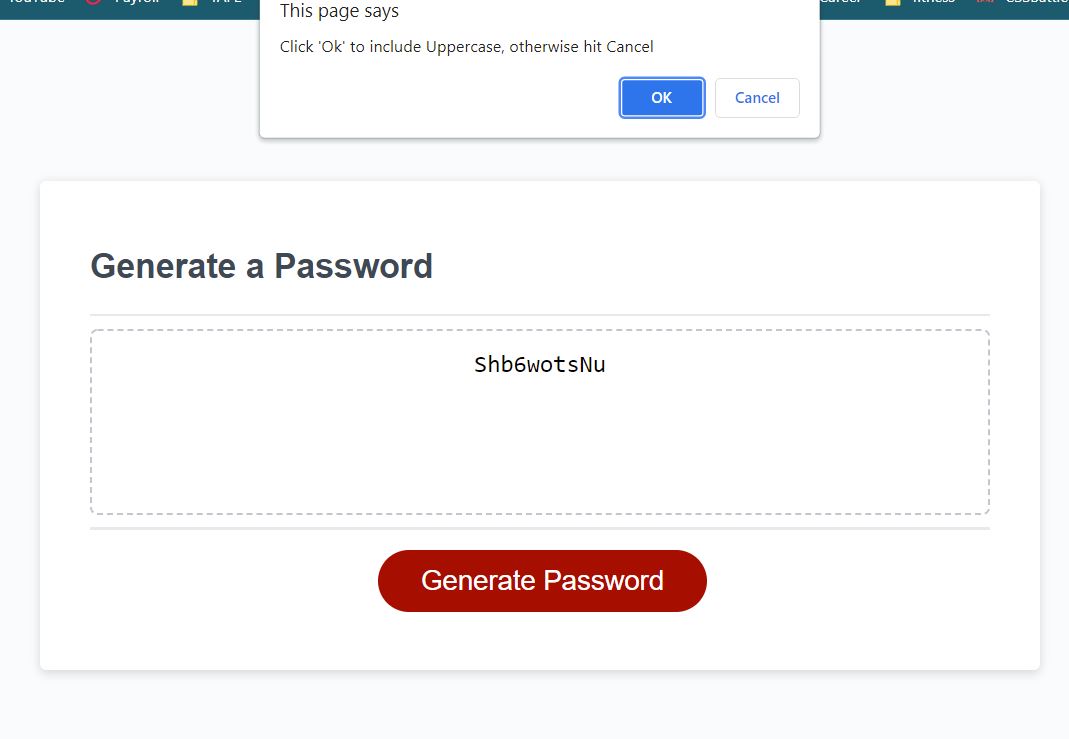 YouTube Payroll TAFE Career fitness CSSBattle
This page says
Click 'Ok' to include Uppercase, otherwise hit Cancel
OK Cancel
Generate a Password
Shb6wotsNu
Generate Password